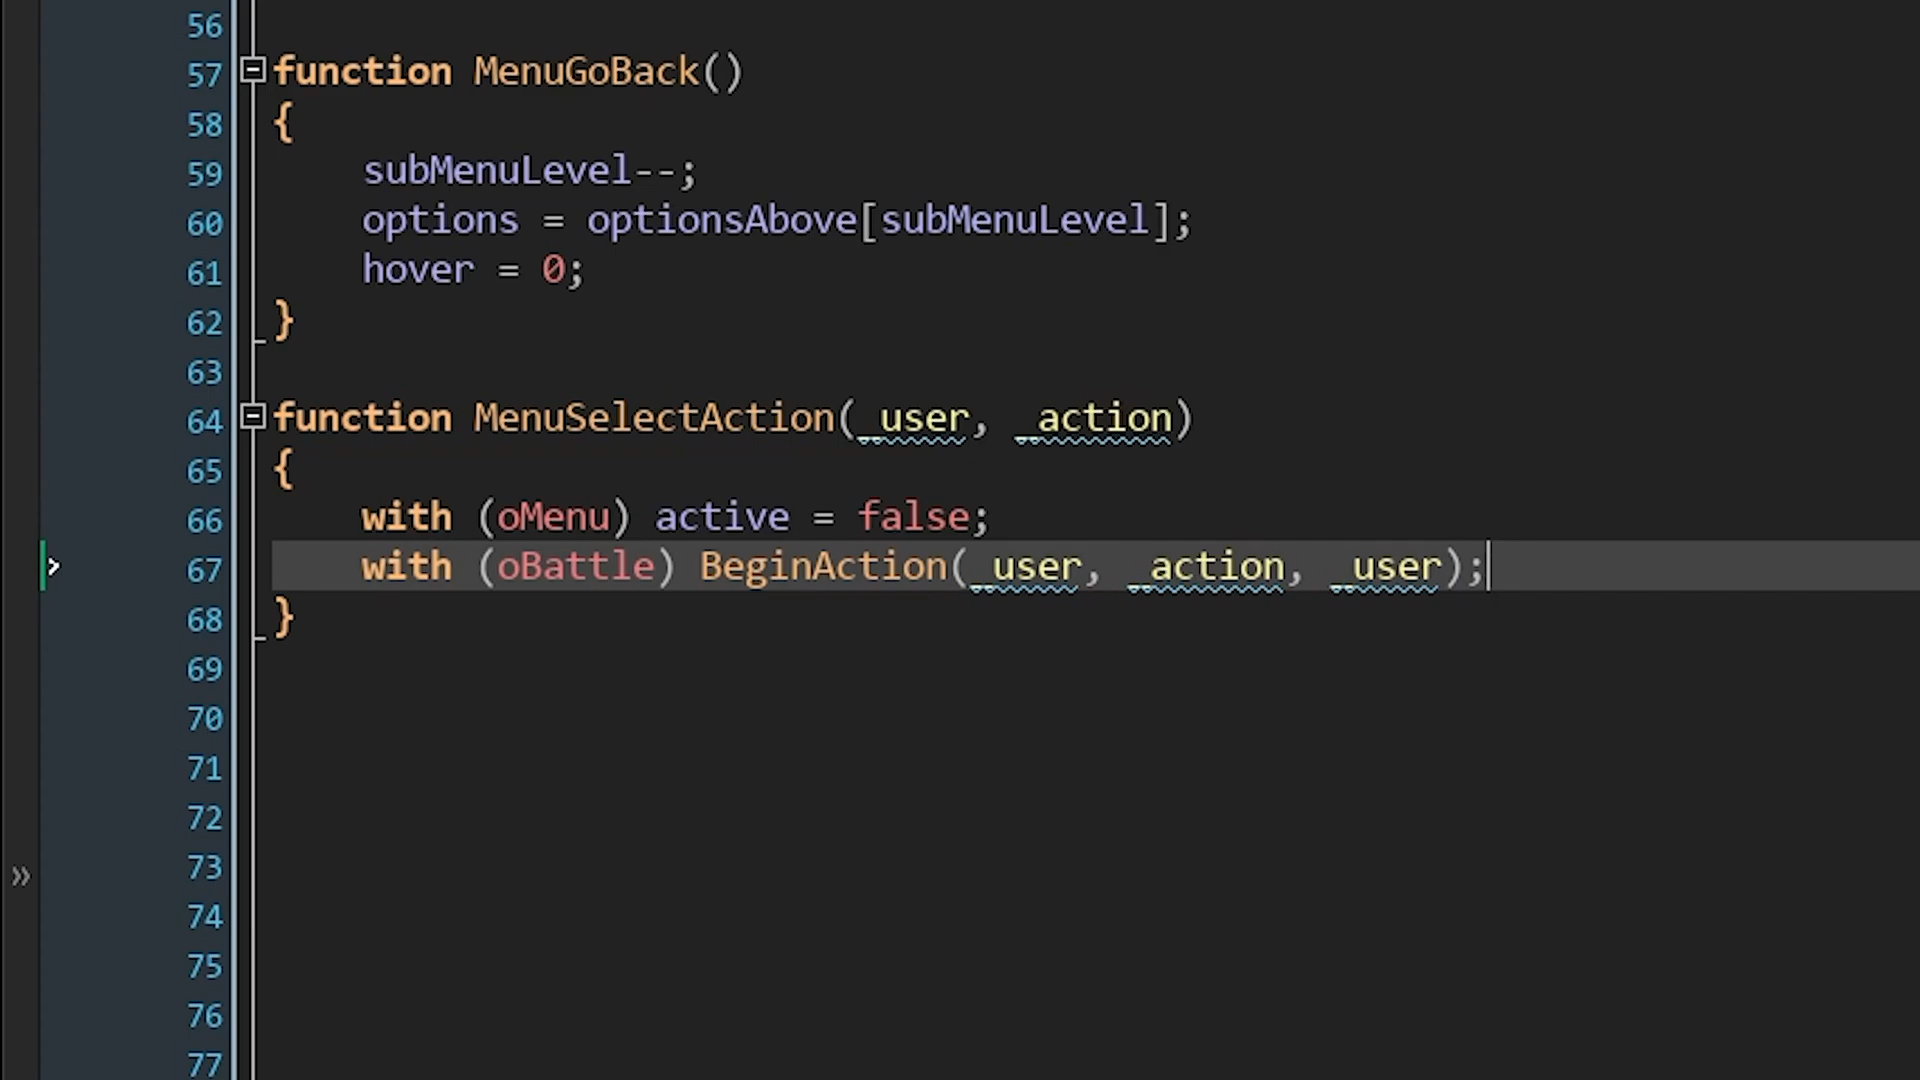 56
57 function MenuGoBack()
58 {
59 subMenuLevel--;
60 options = optionsAbove[subMenuLevel];
61 hover = 0;
62 }
63
64 function MenuSelectAction(_user, _action)
65 {
66 with (oMenu) active = false;
67 with (oBattle) BeginAction(_user, _action, _user);
68 }
69
70
71
72
73
74
75
76
77